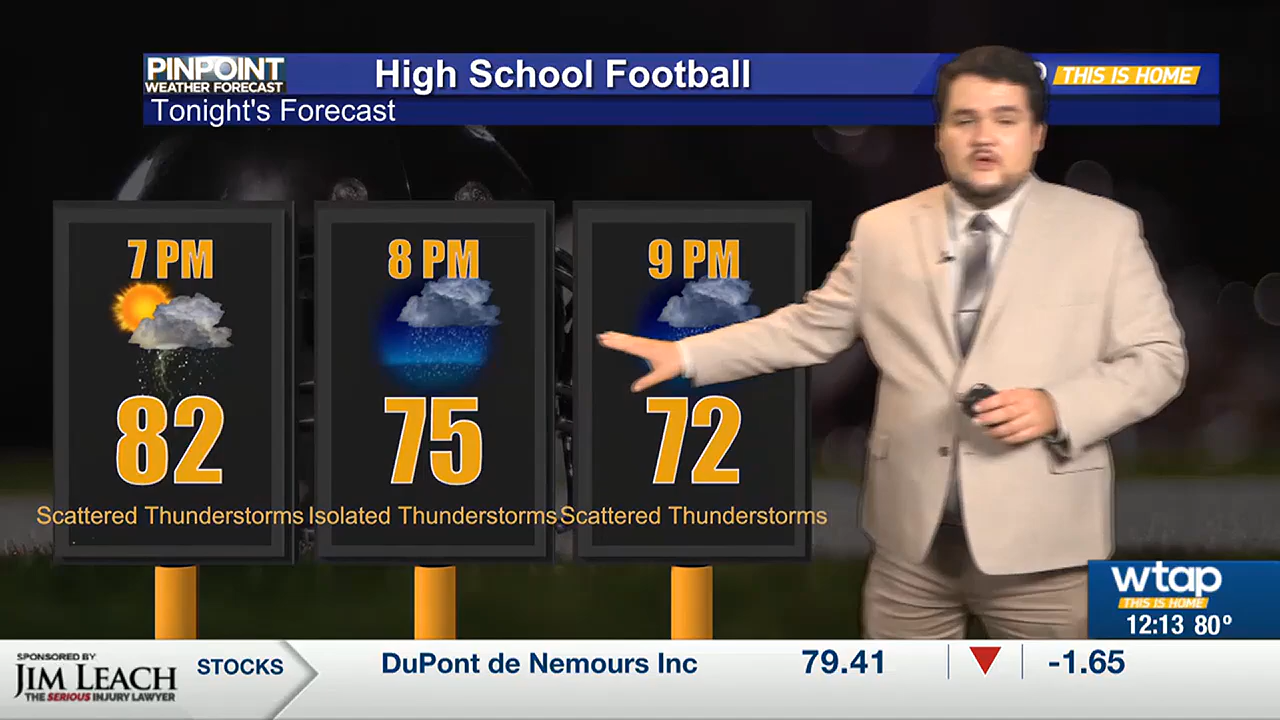 PINPOINT
WEATHER FORECAST
High School Football
THIS IS HOME
Tonight's Forecast
7 PM
8 PM
9 PM
82
75
72
Scattered Thunderstorms
Isolated Thunderstorms
Scattered Thunderstorms
wtap
THIS IS HOME
12:13 80°
SPONSORED BY
JIM LEACH
THE SERIOUS INJURY LAWYER
STOCKS
DuPont de Nemours Inc
79.41
-1.65